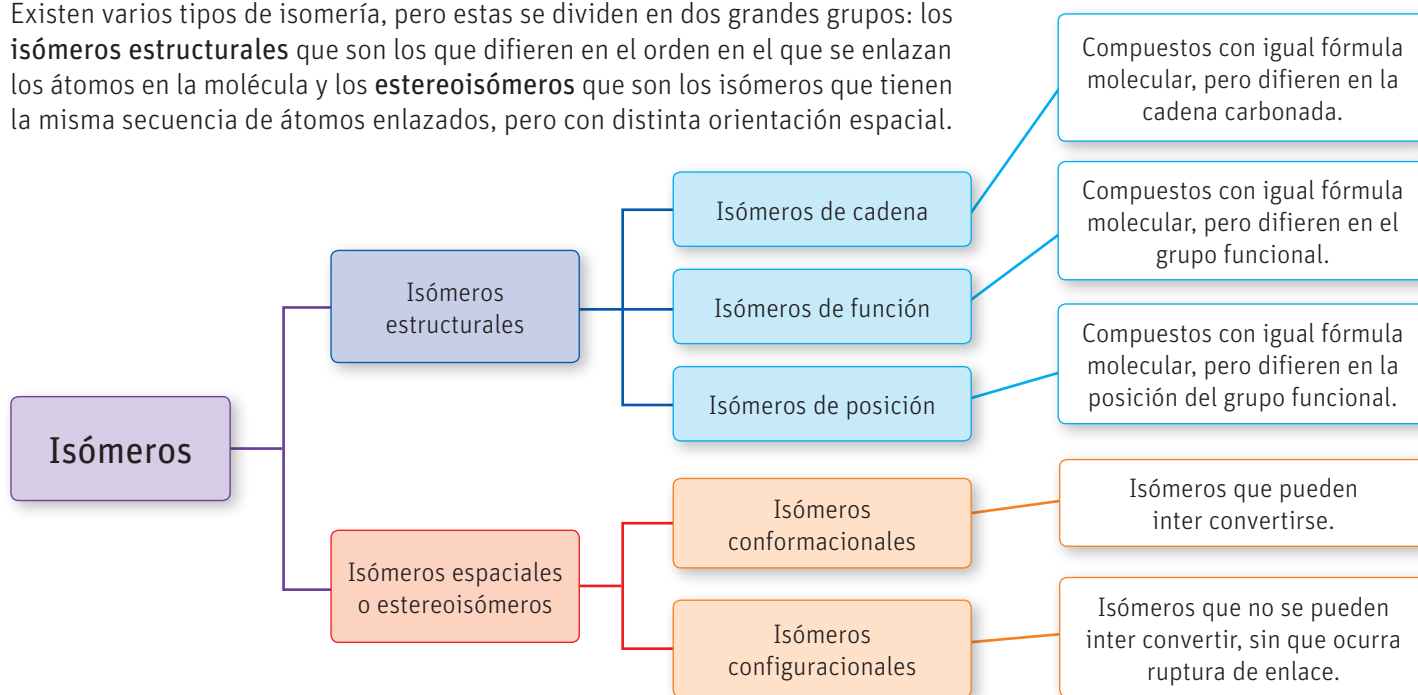 Existen varios tipos de isomería, pero estas se dividen en dos grandes grupos: los
isómeros estructurales que son los que difieren en el orden en el que se enlazan
los átomos en la molécula y los estereoisómeros que son los isómeros que tienen
la misma secuencia de átomos enlazados, pero con distinta orientación espacial.
Isómeros
Isómeros
estructurales
Isómeros de cadena
Compuestos con igual fórmula
molecular, pero difieren en la
cadena carbonada.
Isómeros de función
Compuestos con igual fórmula
molecular, pero difieren en el
grupo funcional.
Isómeros de posición
Compuestos con igual fórmula
molecular, pero difieren en la
posición del grupo funcional.
Isómeros espaciales
o estereoisómeros
Isómeros
conformacionales
Isómeros que pueden
inter convertirse.
Isómeros
configuracionales
Isómeros que no se pueden
inter convertir, sin que ocurra
ruptura de enlace.